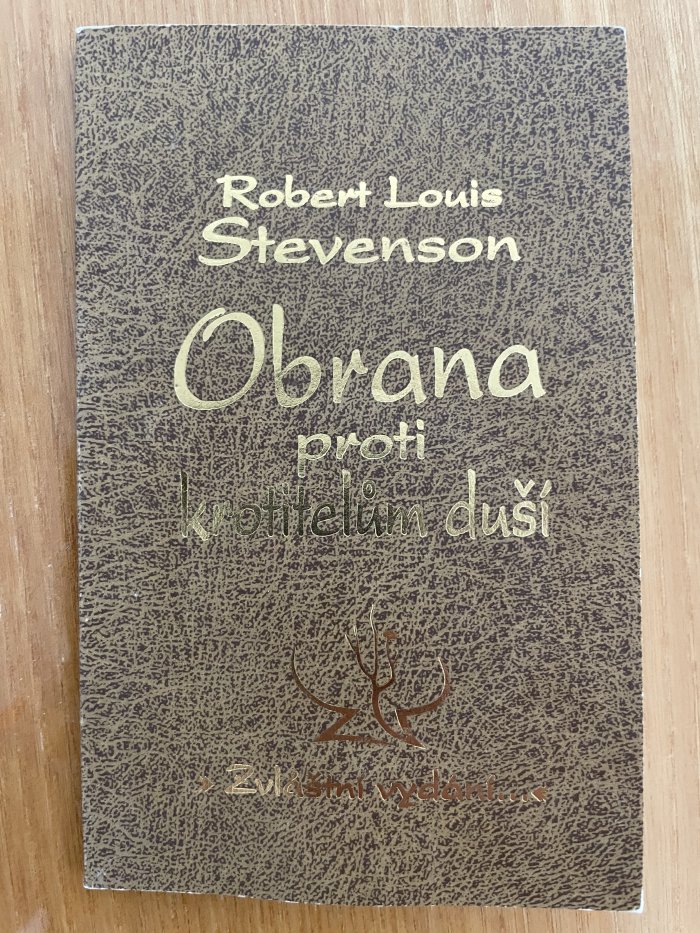 Robert Louis
Stevenson
Obrana
proti
krotitelům duší
» Zvláštní vydání...«